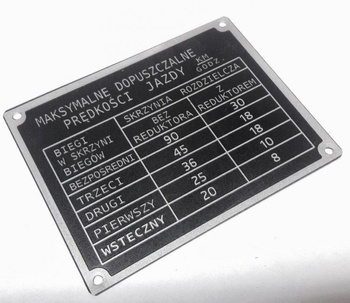 MAKSYMALNE DOPUSZCZALNE
PRĘDKOŚCI JAZDY KM
GODZ
BIEGI
W SKRZYNI
BIEGÓW
SKRZYNIA ROZDZIELCZA
BEZ
REDUKTORA
Z
REDUKTOREM
BEZPOŚREDNI 90 30
TRZECI 45 18
DRUGI 36 18
PIERWSZY 25 10
WSTECZNY 20 8